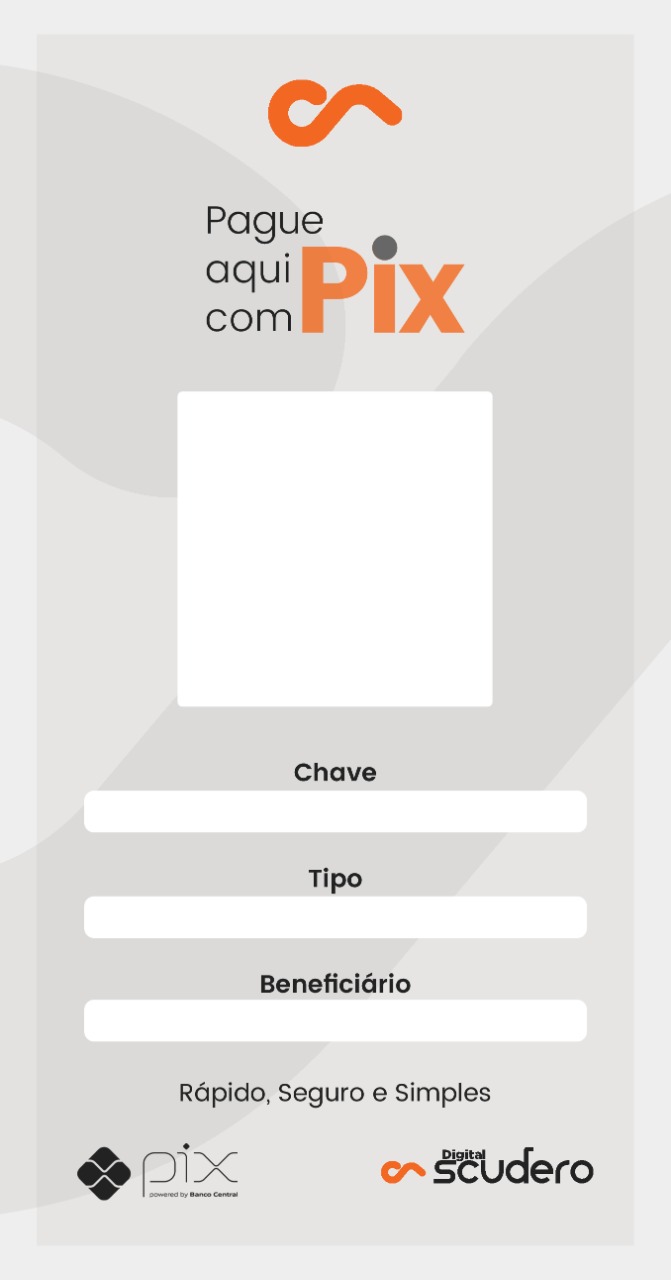 Pague
aqui
com Pix
Chave
Tipo
Beneficiário
Rápido, Seguro e Simples
pix
powered by Banco Central
Digital
scudero